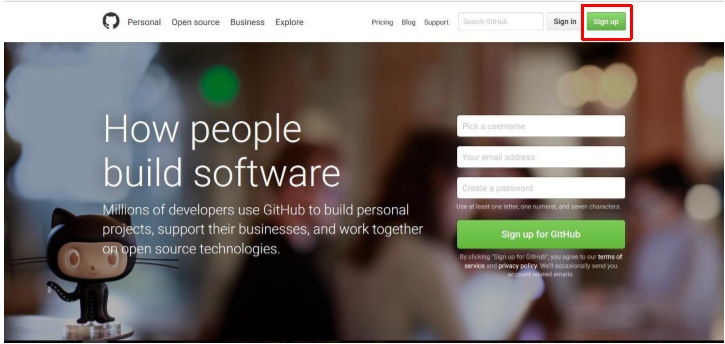 Personal Open source Business Explore Pricing Blog Support Search GitHub Sign in Sign up
How people
build software
Millions of developers use GitHub to build personal
projects, support their businesses, and work together
on open source technologies.
Pick a username
Your email address
Create a password
Use at least one letter, one numeral, and seven characters.
Sign up for GitHub
By clicking "Sign up for GitHub", you agree to our terms of
service and privacy policy. We'll occasionally send you
account related emails.